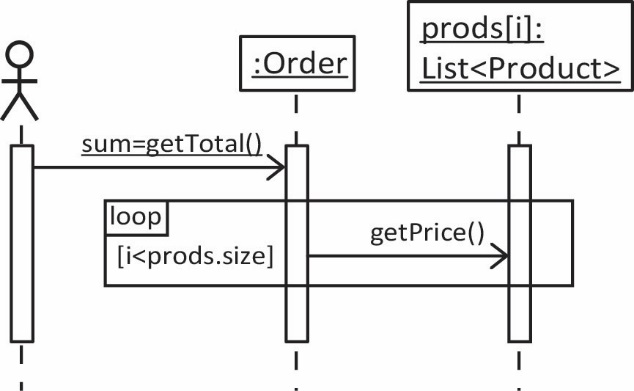 :Order
prods[i]:
List<Product>
sum=getTotal()
loop
getPrice()
[i<prods.size]